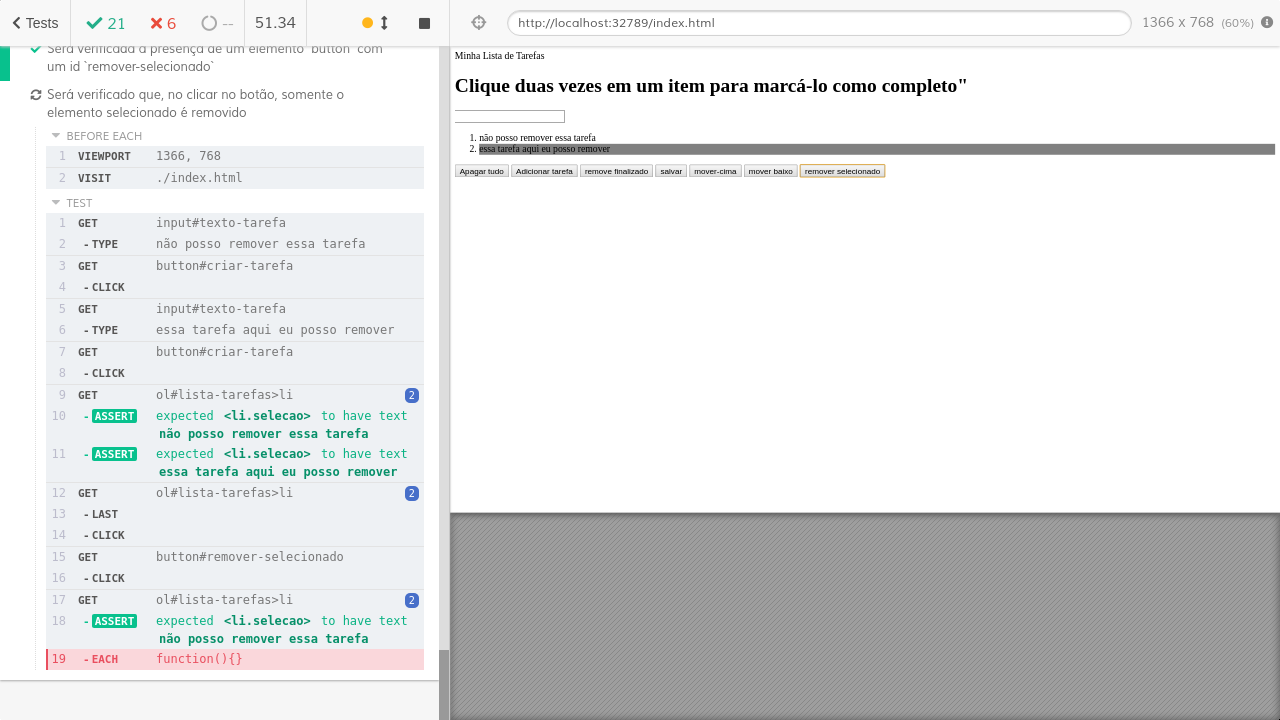 Tests
21
6
--
51.34
http://localhost:32789/index.html
1366 x 768 (60%)
Será verificada a presença de um elemento `button` com
um id `remover-selecionado`
Será verificado que, no clicar no botão, somente o
elemento selecionado é removido
BEFORE EACH
1 VIEWPORT 1366, 768
2 VISIT ./index.html
TEST
1 GET input#texto-tarefa
2 -TYPE não posso remover essa tarefa
3 GET button#criar-tarefa
4 -CLICK
5 GET input#texto-tarefa
6 -TYPE essa tarefa aqui eu posso remover
7 GET button#criar-tarefa
8 -CLICK
9 GET ol#lista-tarefas>li 2
10 -ASSERT expected <li.selecao> to have text
não posso remover essa tarefa
11 -ASSERT expected <li.selecao> to have text
essa tarefa aqui eu posso remover
12 GET ol#lista-tarefas>li 2
13 -LAST
14 -CLICK
15 GET button#remover-selecionado
16 -CLICK
17 GET ol#lista-tarefas>li 2
18 -ASSERT expected <li.selecao> to have text
não posso remover essa tarefa
19 -EACH function(){}
Minha Lista de Tarefas
Clique duas vezes em um item para marcá-lo como completo"
1. não posso remover essa tarefa
2. essa tarefa aqui eu posso remover
Apagar tudo Adicionar tarefa remove finalizado salvar mover-cima mover baixo remover selecionado